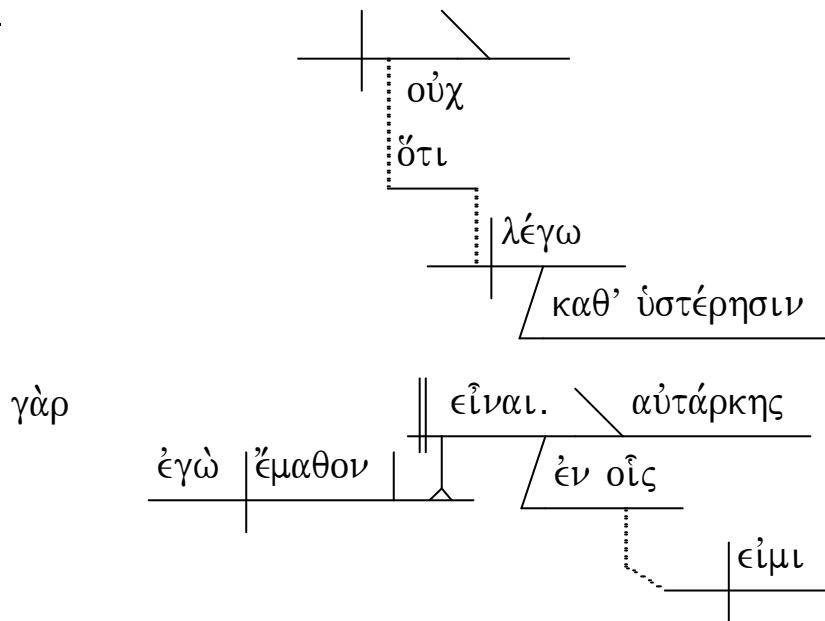 οὐχ
ὅτι
λέγω
καθ’ ὑστέρησιν
γὰρ εἶναι. αὐτάρκης
ἐγὼ ἔμαθον ἐν οἷς
εἰμι